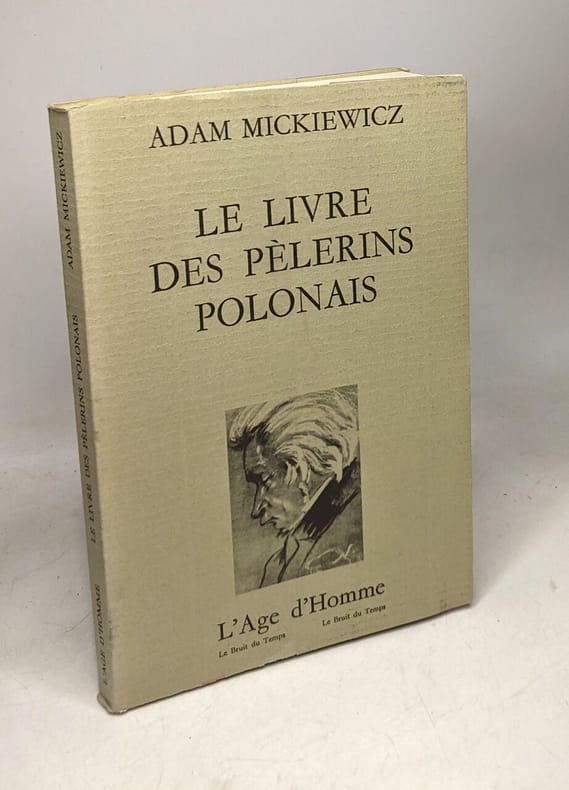 ADAM MICKIEWICZ
LE LIVRE
DES PÈLERINS
POLONAIS
L'Age d'Homme
Le Bruit du Temps Le Bruit du Temps
ADAM MICKIEWICZ
LE LIVRE DES PÈLERINS POLONAIS
L'AGE D'HOMME